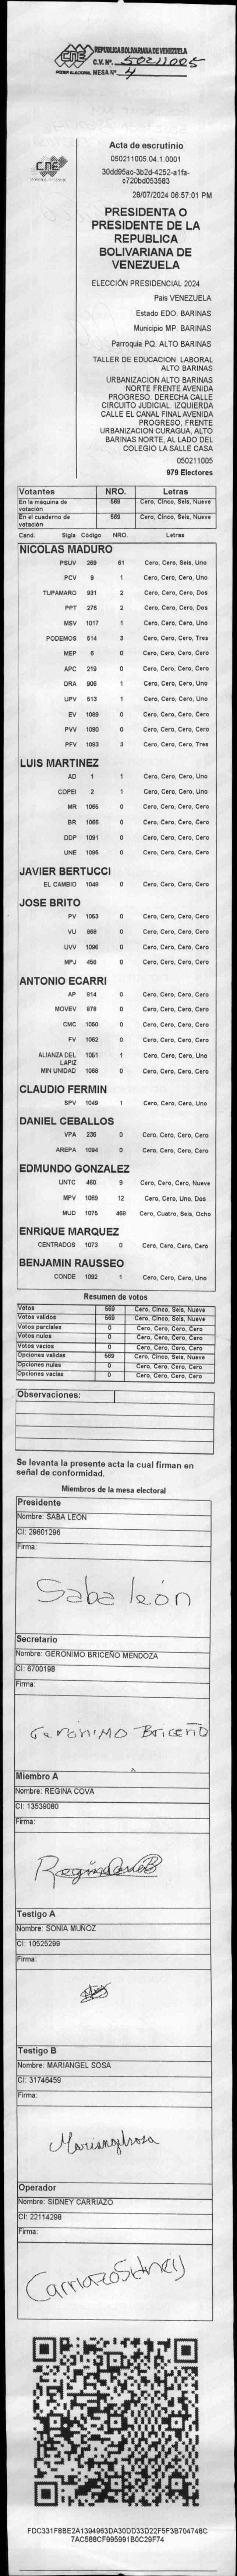 CNE
PODER ELECTORAL
REPÚBLICA BOLIVARIANA DE VENEZUELA
C.V. Nº. 50211005
MESA Nº. 4
CNE
Acta de escrutinio
050211005.04.1.0001
30dd95ac-3b2d-4252-a1fa-
c720bd053583
28/07/2024 06:57:01 PM
PRESIDENTA O
PRESIDENTE DE LA
REPUBLICA
BOLIVARIANA DE
VENEZUELA
ELECCIÓN PRESIDENCIAL 2024
Pais VENEZUELA
Estado EDO. BARINAS
Municipio MP. BARINAS
Parroquia PQ. ALTO BARINAS
TALLER DE EDUCACION LABORAL
ALTO BARINAS
URBANIZACION ALTO BARINAS
NORTE FRENTE AVENIDA
PROGRESO. DERECHA CALLE
CIRCUITO JUDICIAL. IZQUIERDA
CALLE EL CANAL FINAL AVENIDA
PROGRESO, FRENTE
URBANIZACION CURAGUA, ALTO
BARINAS NORTE, AL LADO DEL
COLEGIO LA SALLE CASA
050211005
979 Electores
Votantes NRO. Letras
En la máquina de votación 569 Cero, Cinco, Seis, Nueve
En el cuaderno de votación 569 Cero, Cinco, Seis, Nueve
Cand. Sigla Código NRO. Letras
NICOLAS MADURO
PSUV 269 61 Cero, Cero, Seis, Uno
PCV 9 1 Cero, Cero, Cero, Uno
TUPAMARO 931 2 Cero, Cero, Cero, Dos
PPT 276 2 Cero, Cero, Cero, Dos
MSV 1017 1 Cero, Cero, Cero, Uno
PODEMOS 514 3 Cero, Cero, Cero, Tres
MEP 6 0 Cero, Cero, Cero, Cero
APC 219 0 Cero, Cero, Cero, Cero
ORA 906 1 Cero, Cero, Cero, Uno
UPV 513 1 Cero, Cero, Cero, Uno
EV 1089 0 Cero, Cero, Cero, Cero
PVV 1090 0 Cero, Cero, Cero, Cero
PFV 1093 3 Cero, Cero, Cero, Tres
LUIS MARTINEZ
AD 1 1 Cero, Cero, Cero, Uno
COPEI 2 1 Cero, Cero, Cero, Uno
MR 1065 0 Cero, Cero, Cero, Cero
BR 1066 0 Cero, Cero, Cero, Cero
DDP 1091 0 Cero, Cero, Cero, Cero
UNE 1095 0 Cero, Cero, Cero, Cero
JAVIER BERTUCCI
EL CAMBIO 1049 0 Cero, Cero, Cero, Cero
JOSE BRITO
PV 1053 0 Cero, Cero, Cero, Cero
VU 868 0 Cero, Cero, Cero, Cero
UVV 1096 0 Cero, Cero, Cero, Cero
MPJ 458 0 Cero, Cero, Cero, Cero
ANTONIO ECARRI
AP 914 0 Cero, Cero, Cero, Cero
MOVEV 878 0 Cero, Cero, Cero, Cero
CMC 1050 0 Cero, Cero, Cero, Cero
FV 1062 0 Cero, Cero, Cero, Cero
ALIANZA DEL LAPIZ 1051 1 Cero, Cero, Cero, Uno
MIN UNIDAD 1068 0 Cero, Cero, Cero, Cero
CLAUDIO FERMIN
SPV 1049 1 Cero, Cero, Cero, Uno
DANIEL CEBALLOS
VPA 236 0 Cero, Cero, Cero, Cero
AREPA 1094 0 Cero, Cero, Cero, Cero
EDMUNDO GONZALEZ
UNTC 460 9 Cero, Cero, Cero, Nueve
MPV 1069 12 Cero, Cero, Uno, Dos
MUD 1075 468 Cero, Cuatro, Seis, Ocho
ENRIQUE MARQUEZ
CENTRADOS 1073 0 Cero, Cero, Cero, Cero
BENJAMIN RAUSSEO
CONDE 1092 1 Cero, Cero, Cero, Uno
Resumen de votos
Votos 569 Cero, Cinco, Seis, Nueve
Votos validos 569 Cero, Cinco, Seis, Nueve
Votos parciales 0 Cero, Cero, Cero, Cero
Votos nulos 0 Cero, Cero, Cero, Cero
Votos vacios 0 Cero, Cero, Cero, Cero
Opciones validas 569 Cero, Cinco, Seis, Nueve
Opciones nulas 0 Cero, Cero, Cero, Cero
Opciones vacias 0 Cero, Cero, Cero, Cero
Observaciones:
Se levanta la presente acta la cual firman en
señal de conformidad.
Miembros de la mesa electoral
Presidente
Nombre: SABA LEON
CI: 29601296
Firma:
Saba león
Secretario
Nombre: GERONIMO BRICEÑO MENDOZA
CI: 6700198
Firma:
GerónIMO BricEñO
Miembro A
Nombre: REGINA COVA
CI: 13539080
Firma:
Testigo A
Nombre: SONIA MUÑOZ
CI: 10525299
Firma:
Testigo B
Nombre: MARIANGEL SOSA
CI: 31746459
Firma:
Mariangelsosa
Operador
Nombre: SIDNEY CARRIAZO
CI: 22114298
Firma:
CarriazoSidney
FDC331F8BE2A1394963DA30DD33D22F5F3B704748C
7AC588CF995991B0C29F74